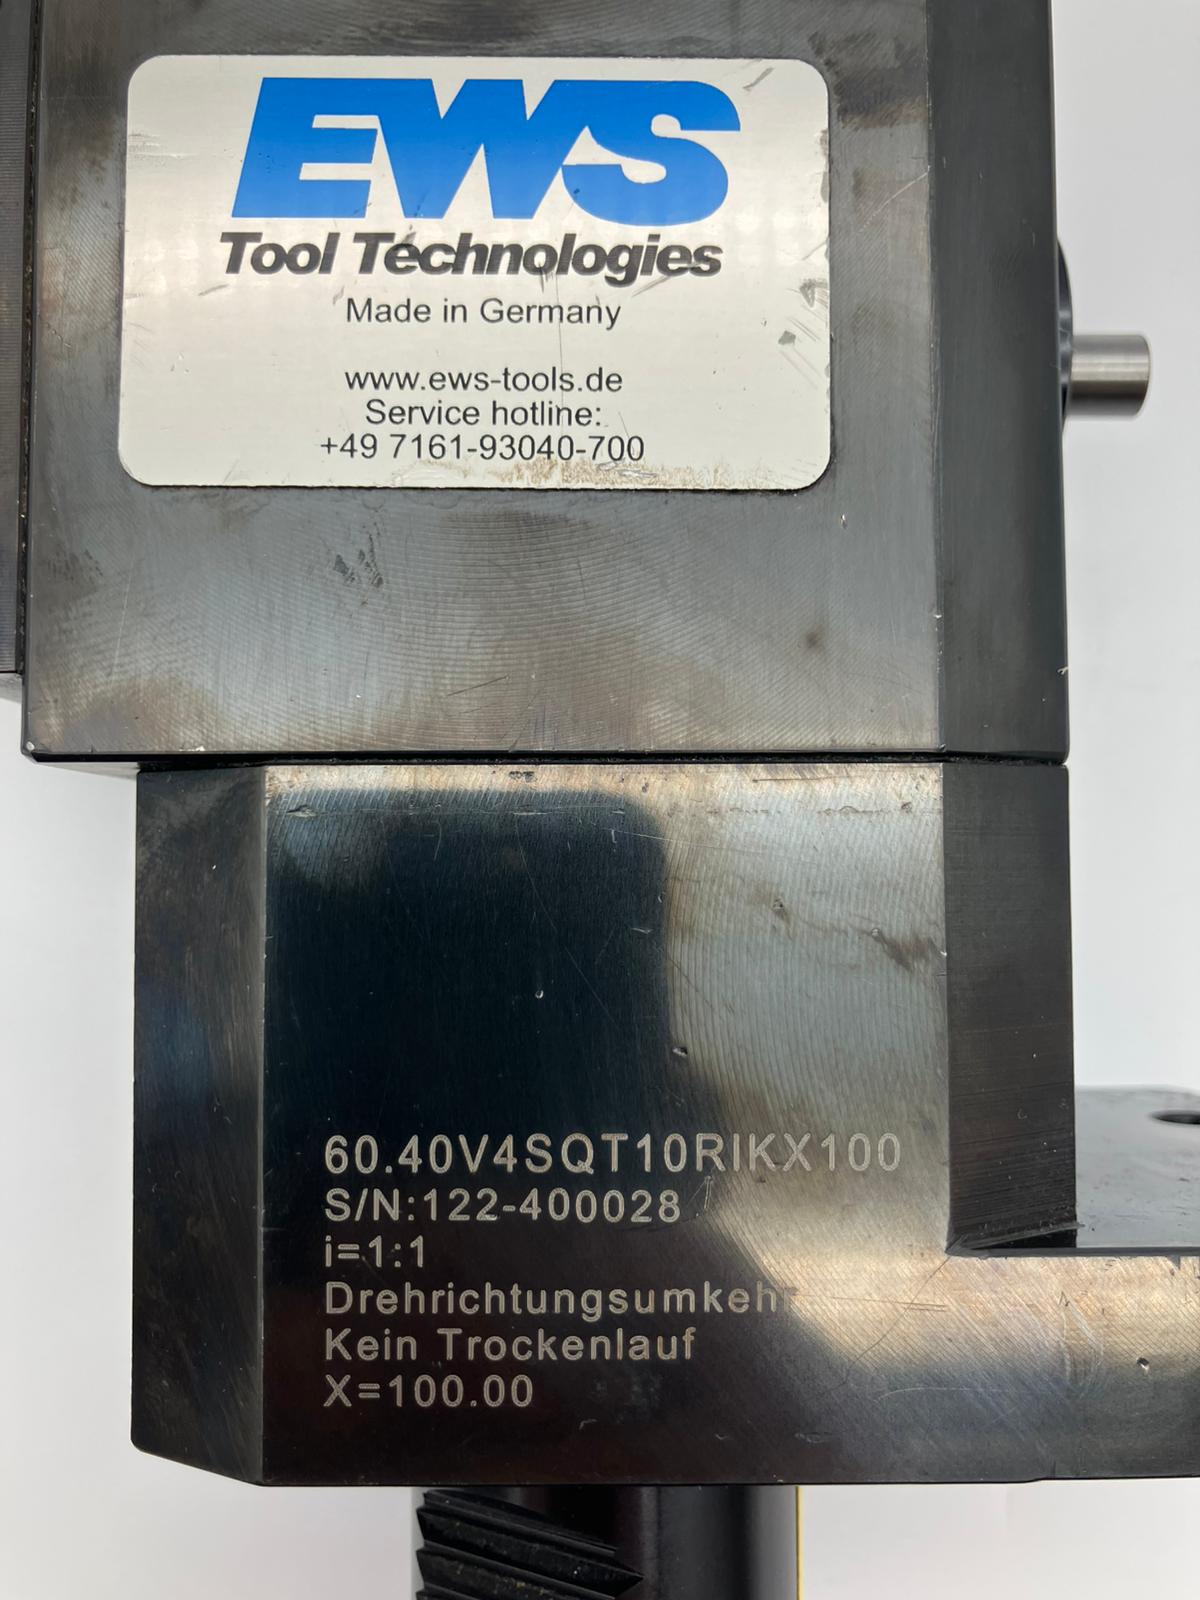 EWS
Tool Technologies
Made in Germany
www.ews-tools.de
Service hotline:
+49 7161-93040-700
60.40V4SQT10RIKX100
S/N:122-400028
i=1:1
Drehrichtungsumkehr
Kein Trockenlauf
X=100.00